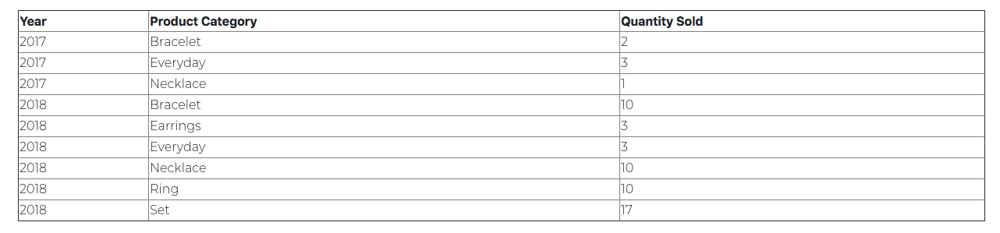 Year Product Category Quantity Sold
2017 Bracelet 2
2017 Everyday 3
2017 Necklace 1
2018 Bracelet 10
2018 Earrings 3
2018 Everyday 3
2018 Necklace 10
2018 Ring 10
2018 Set 17